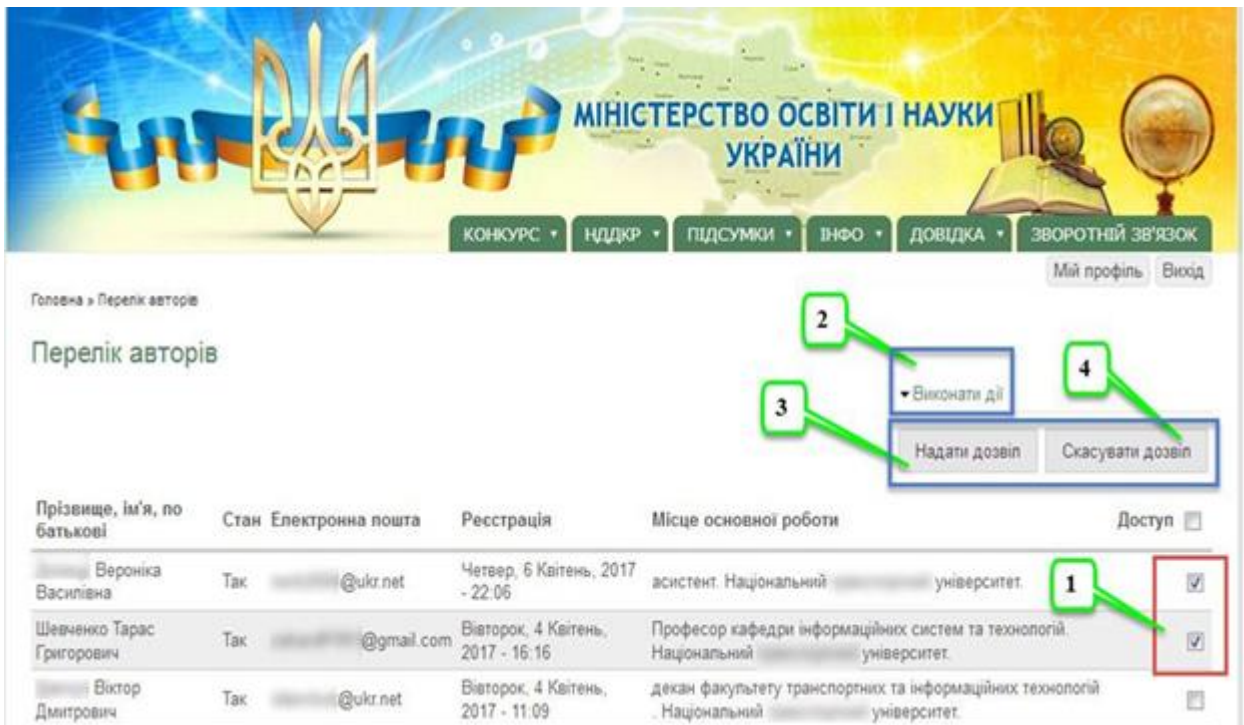 МІНІСТЕРСТВО ОСВІТИ І НАУКИ
УКРАЇНИ
КОНКУРС НДДКР ПІДСУМКИ ІНФО ДОВІДКА ЗВОРОТНІЙ ЗВ'ЯЗОК
Мій профіль Вихід
Головна » Перелік авторів
2
Перелік авторів
4
Виконати дії
3
Надати дозвіл Скасувати дозвіл
Прізвище, ім'я, по
батькові
Стан Електронна пошта Реєстрація Місце основної роботи Доступ
Вероніка
Василівна
Так @ukr.net
Четвер, 6 Квітень, 2017
- 22:06
асистент. Національний університет.
1
Шевченко Тарас
Григорович
Так @gmail.com
Вівторок, 4 Квітень,
2017 - 16:16
Професор кафедри інформаційних систем та технологій.
Національний університет.
Віктор
Дмитрович
Так @ukr.net
Вівторок, 4 Квітень,
2017 - 11:09
декан факультету транспортних та інформаційних технологій
. Національний університет.